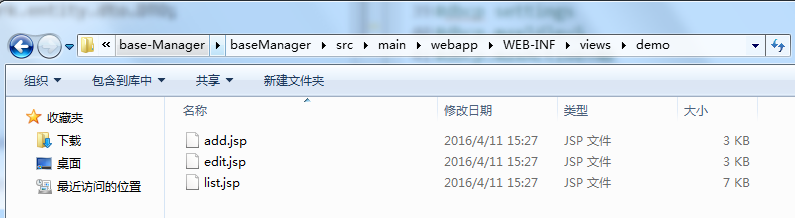 k.entity.dto.DTO;
« base-Manager ▸ baseManager ▸ src ▸ main ▸ webapp ▸ WEB-INF ▸ views ▸ demo
组织 包含到库中 共享 新建文件夹
收藏夹
下载
桌面
最近访问的位置
名称 修改日期 类型 大小
add.jsp 2016/4/11 15:27 JSP 文件 3 KB
edit.jsp 2016/4/11 15:27 JSP 文件 3 KB
list.jsp 2016/4/11 15:27 JSP 文件 7 KB